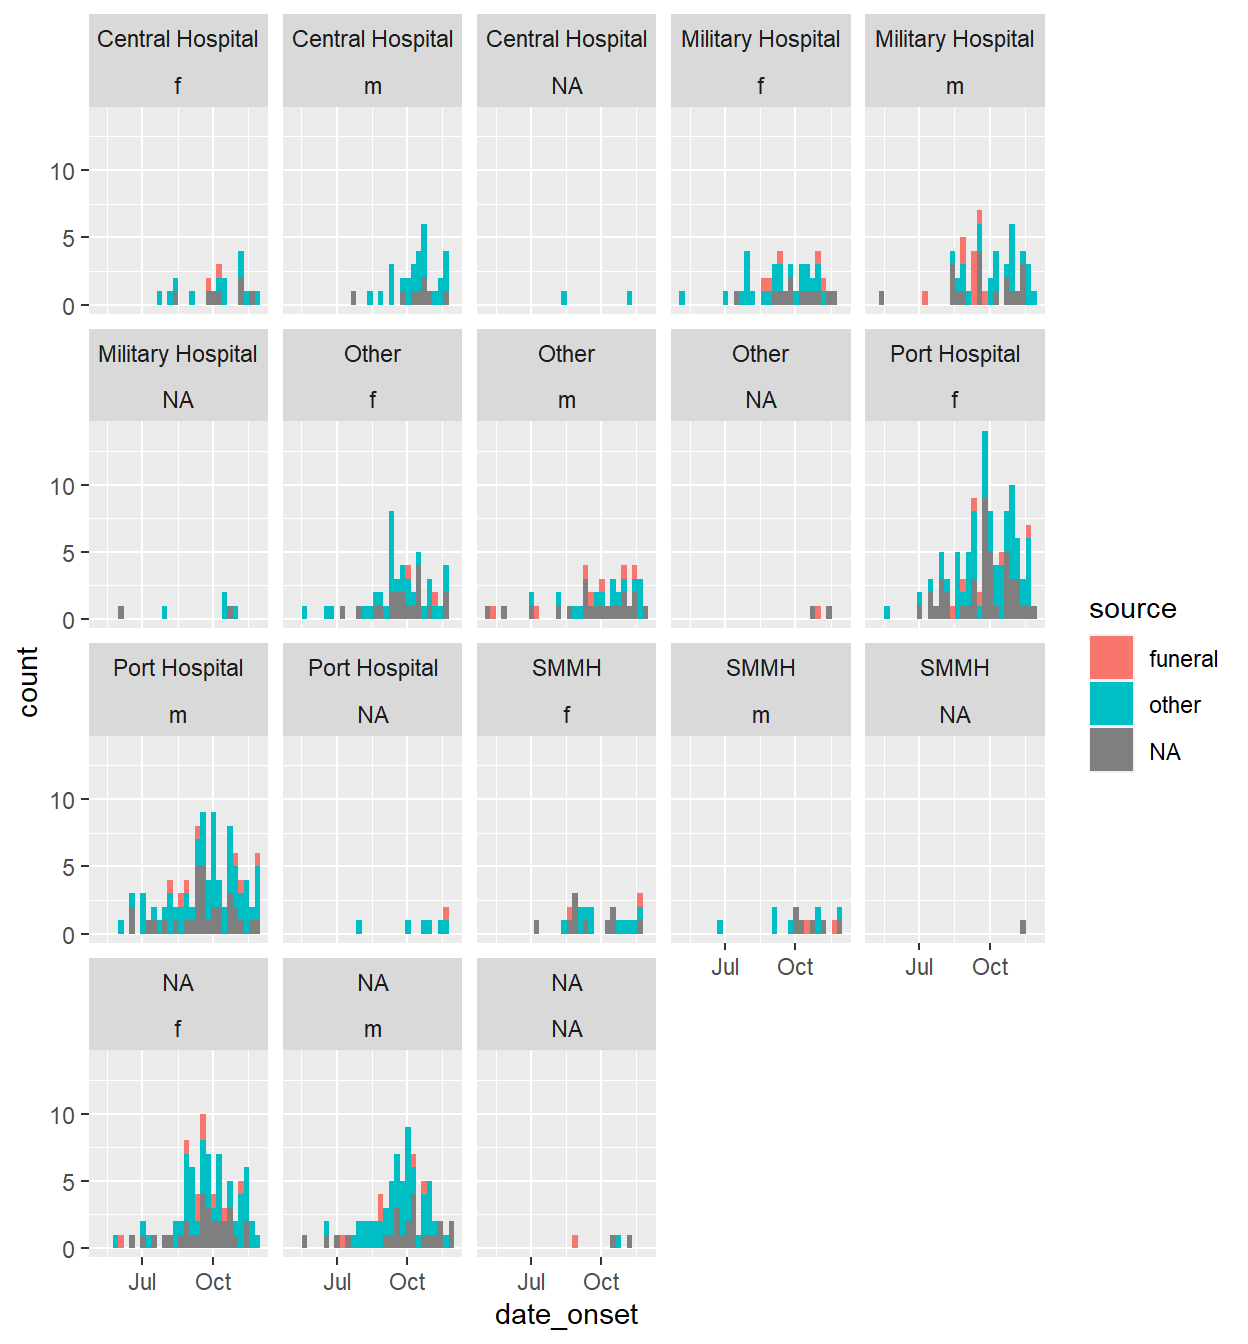 Central Hospital Central Hospital Central Hospital Military Hospital Military Hospital
f m NA f m
10
5
0
Military Hospital Other Other Other Port Hospital
NA f m NA f
10
5
0
Port Hospital Port Hospital SMMH SMMH SMMH
m NA f m NA
10
5
0
Jul Oct Jul Oct
NA NA NA
f m NA
10
5
0
Jul Oct Jul Oct Jul Oct
date_onset
count
source
funeral
other
NA